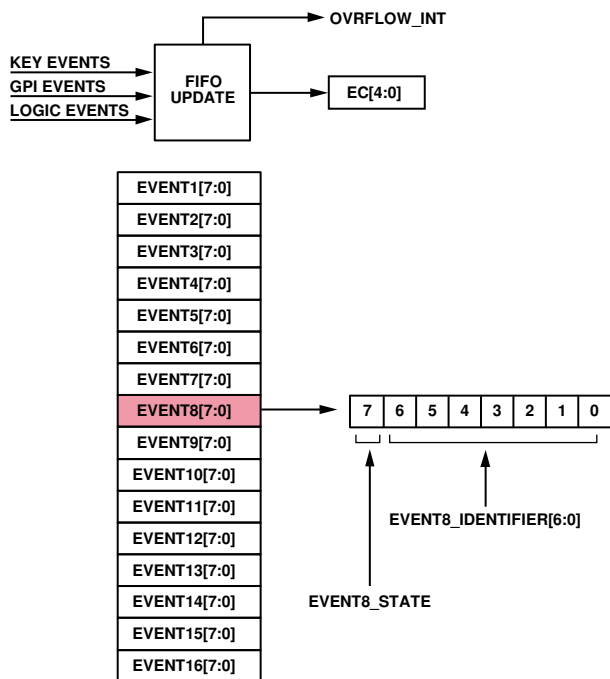 OVRFLOW_INT
KEY EVENTS
GPI EVENTS
LOGIC EVENTS
FIFO
UPDATE
EC[4:0]
EVENT1[7:0]
EVENT2[7:0]
EVENT3[7:0]
EVENT4[7:0]
EVENT5[7:0]
EVENT6[7:0]
EVENT7[7:0]
EVENT8[7:0]
7 6 5 4 3 2 1 0
EVENT9[7:0]
EVENT10[7:0]
EVENT11[7:0]
EVENT12[7:0]
EVENT13[7:0]
EVENT14[7:0]
EVENT15[7:0]
EVENT16[7:0]
EVENT8_IDENTIFIER[6:0]
EVENT8_STATE